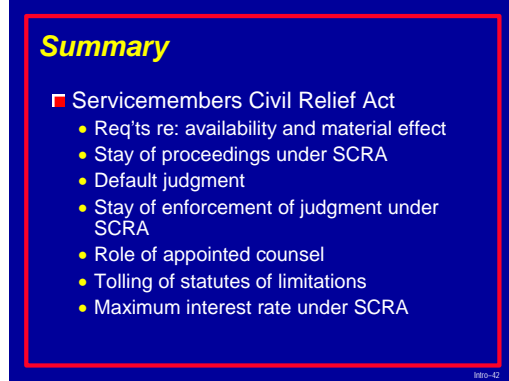 Summary
Servicemembers Civil Relief Act
• Req'ts re: availability and material effect
• Stay of proceedings under SCRA
• Default judgment
• Stay of enforcement of judgment under
SCRA
• Role of appointed counsel
• Tolling of statutes of limitations
• Maximum interest rate under SCRA
Intro–42